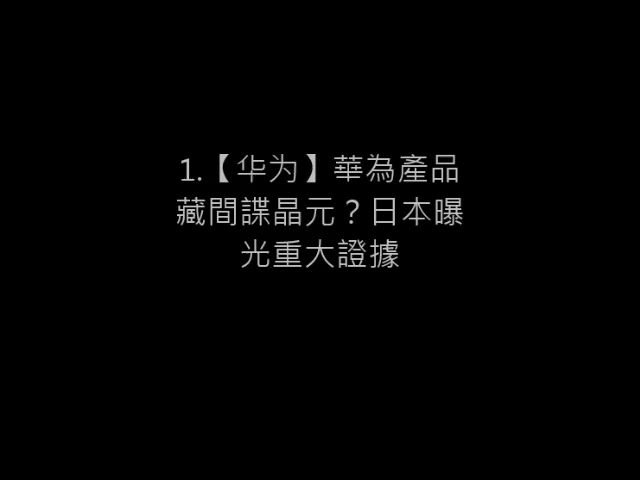 1.【华为】華為產品
藏間諜晶元？日本曝
光重大證據